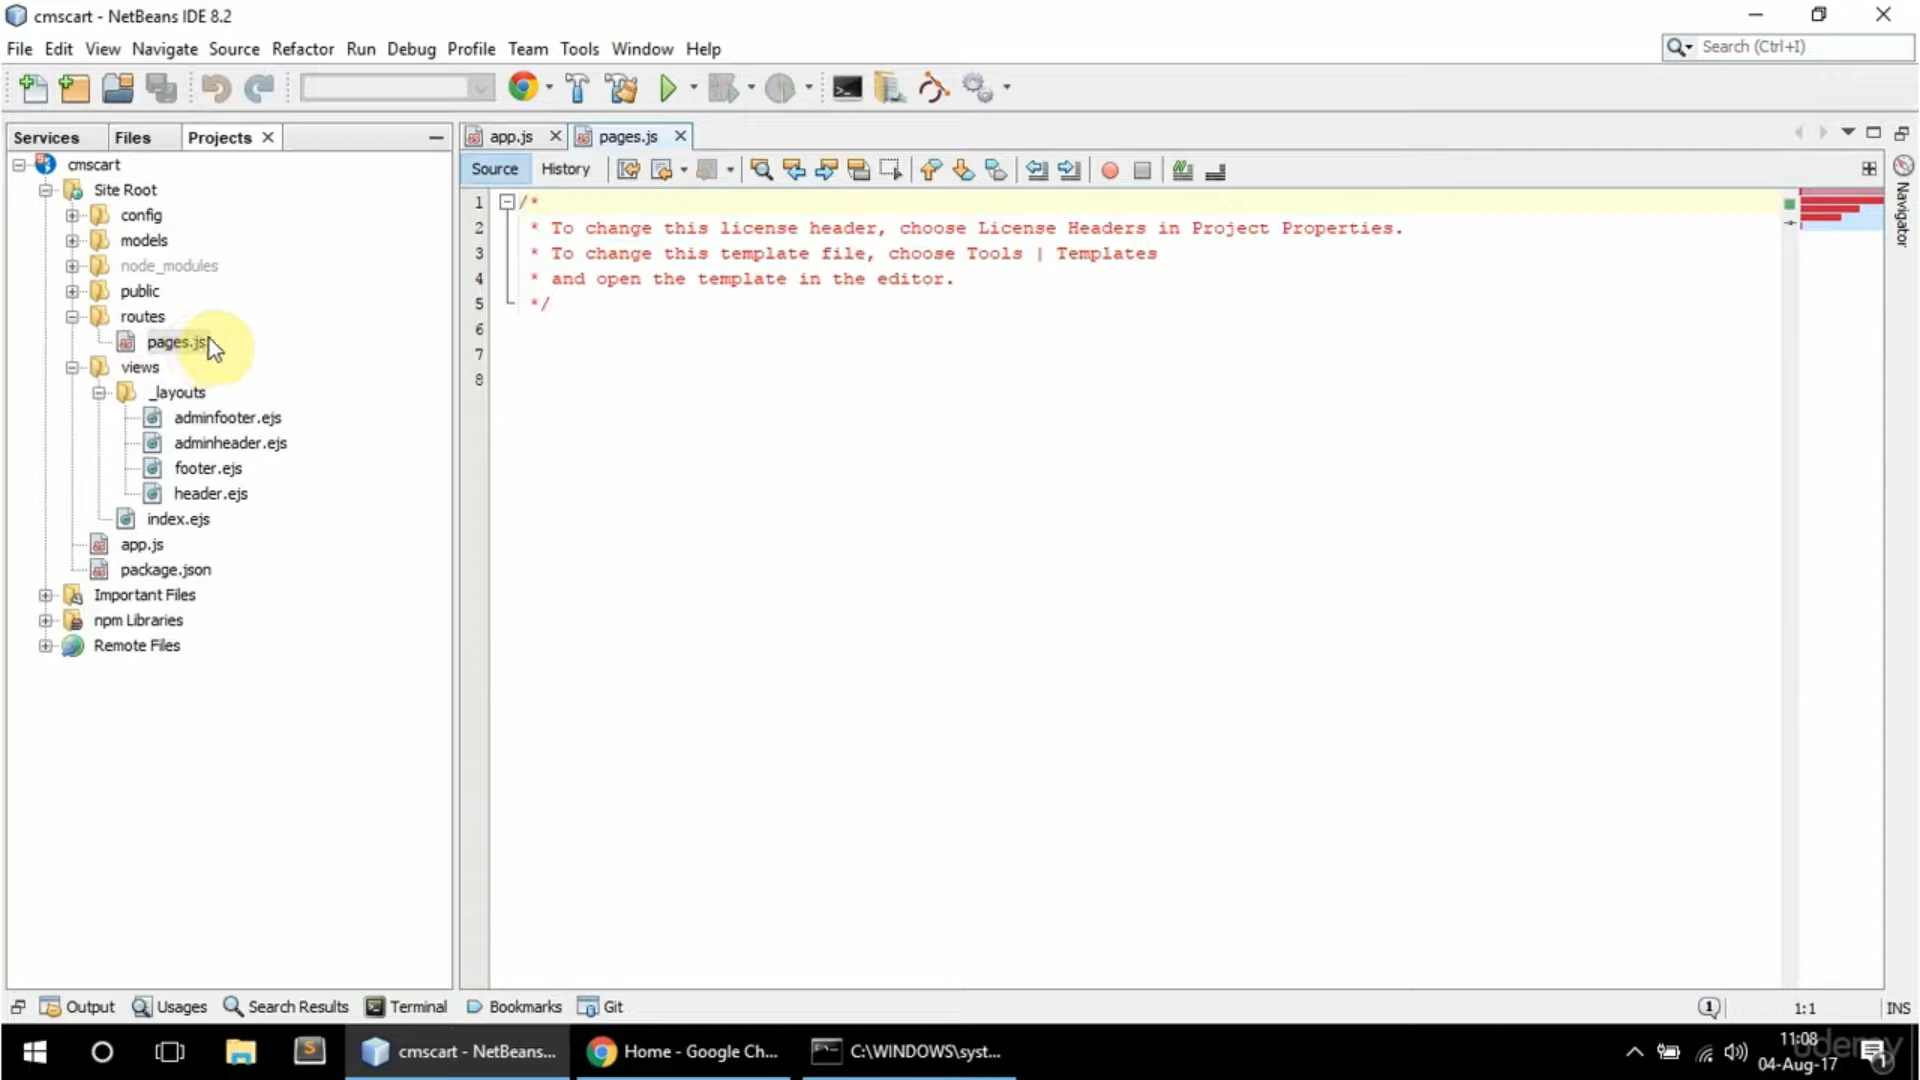 cmscart - NetBeans IDE 8.2
File Edit View Navigate Source Refactor Run Debug Profile Team Tools Window Help
Search (Ctrl+I)
Services Files Projects
app.js pages.js
Source History
cmscart
Site Root
config
models
node_modules
public
routes
pages.js
views
_layouts
adminfooter.ejs
adminheader.ejs
footer.ejs
header.ejs
index.ejs
app.js
package.json
Important Files
npm Libraries
Remote Files
1 /*
2 * To change this license header, choose License Headers in Project Properties.
3 * To change this template file, choose Tools | Templates
4 * and open the template in the editor.
5 */
6
7
8
Navigator
Output Usages Search Results Terminal Bookmarks Git
1 1:1 INS
cmscart - NetBeans... Home - Google Ch... C:\WINDOWS\syst...
11:08
04-Aug-17
udemy
1